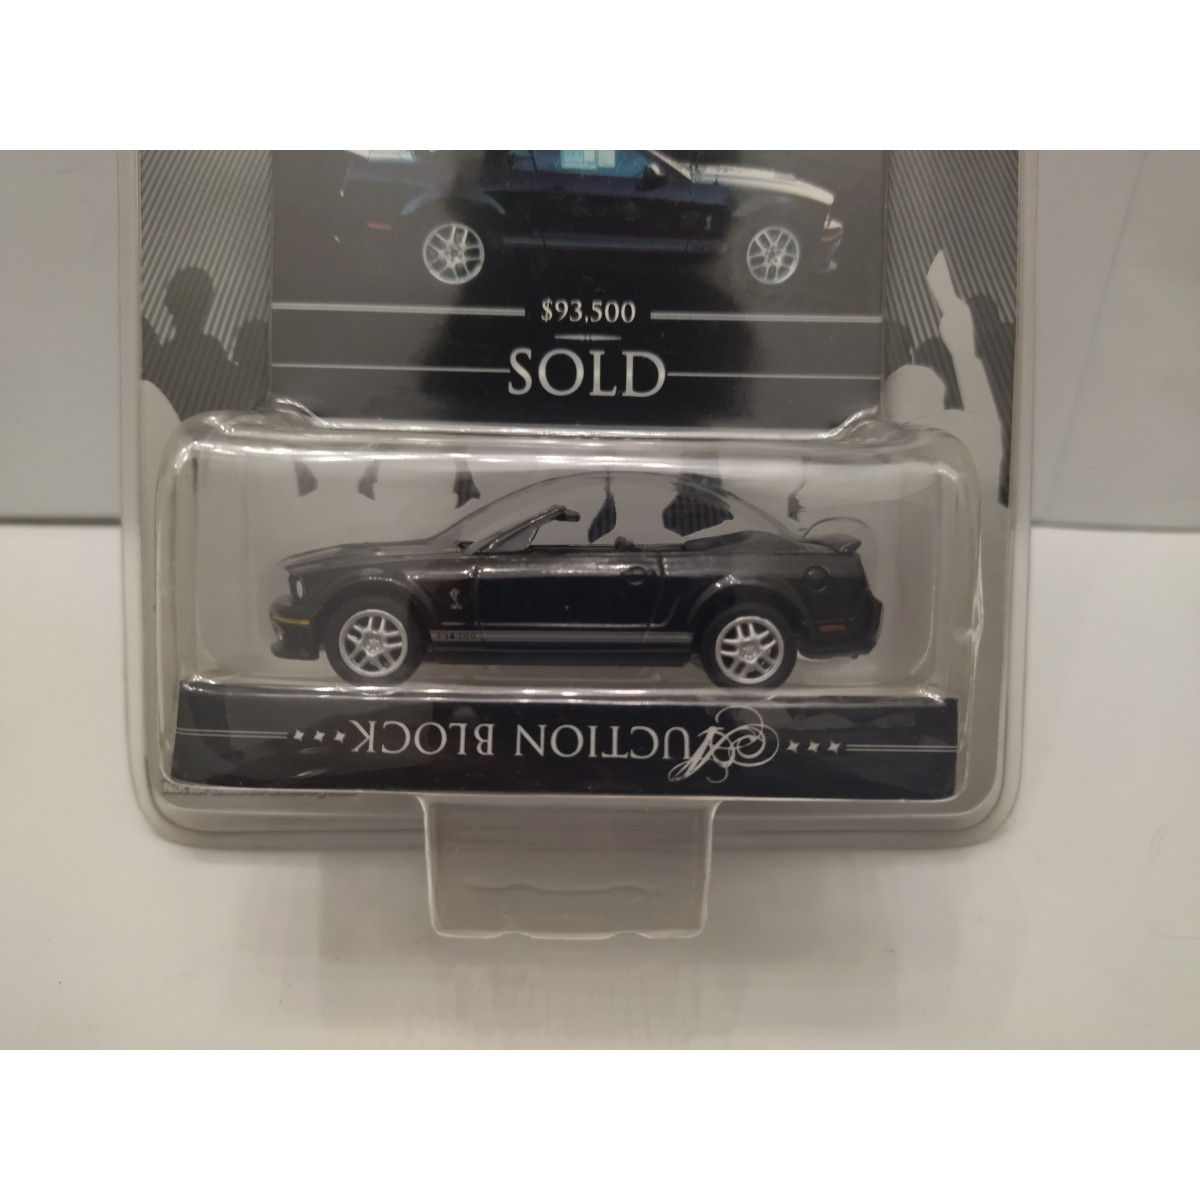 $93,500
SOLD
AUCTION BLOCK